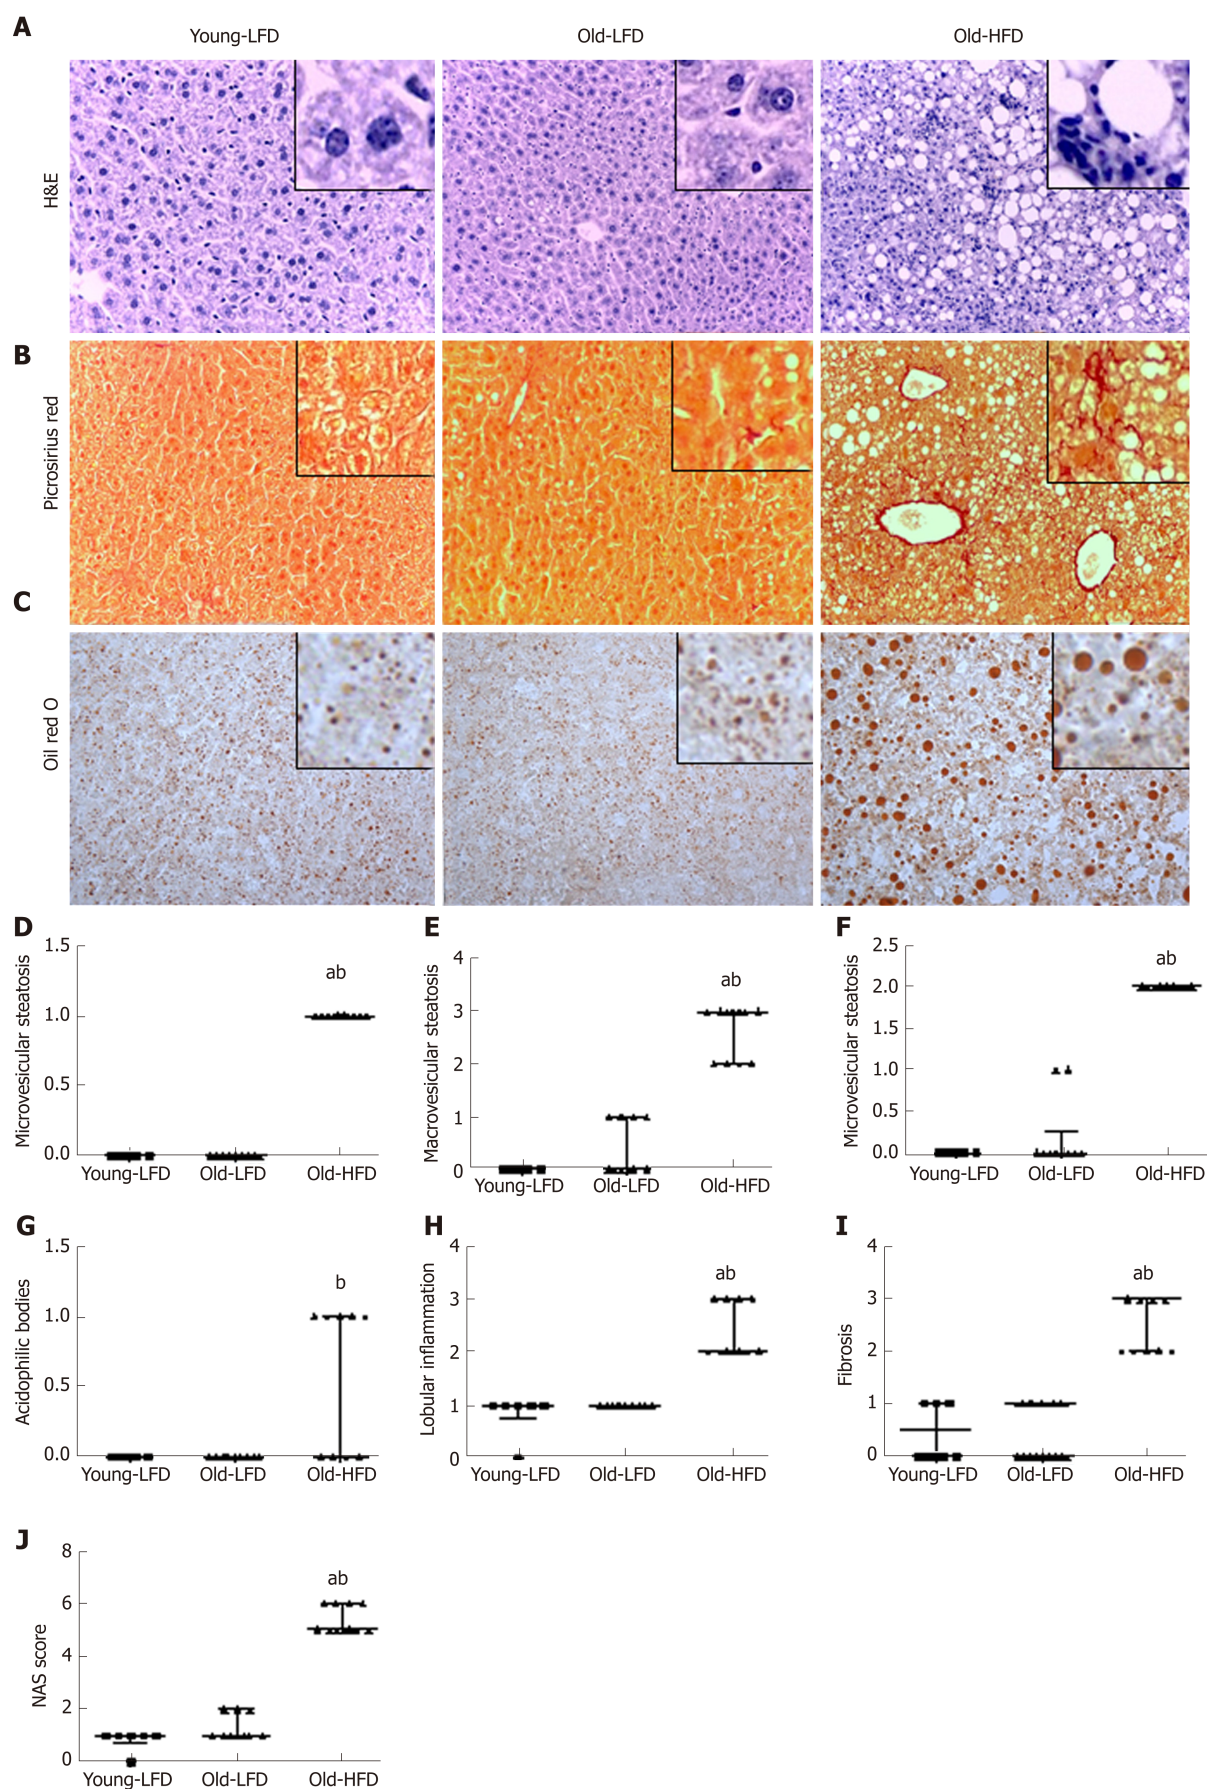 A
Young-LFD
Old-LFD
Old-HFD
H&E
B
Picrosirius red
C
Oil red O
D
Microvesicular steatosis
1.5
1.0
0.5
0.0
ab
Young-LFD
Old-LFD
Old-HFD
E
Macrovesicular steatosis
4
3
2
1
0
ab
Young-LFD
Old-LFD
Old-HFD
F
Microvesicular steatosis
2.5
2.0
1.5
1.0
0.5
0.0
ab
Young-LFD
Old-LFD
Old-HFD
G
Acidophilic bodies
1.5
1.0
0.5
0.0
b
Young-LFD
Old-LFD
Old-HFD
H
Lobular inflammation
4
3
2
1
0
ab
Young-LFD
Old-LFD
Old-HFD
I
Fibrosis
4
3
2
1
0
ab
Young-LFD
Old-LFD
Old-HFD
J
NAS score
8
6
4
2
0
ab
Young-LFD
Old-LFD
Old-HFD